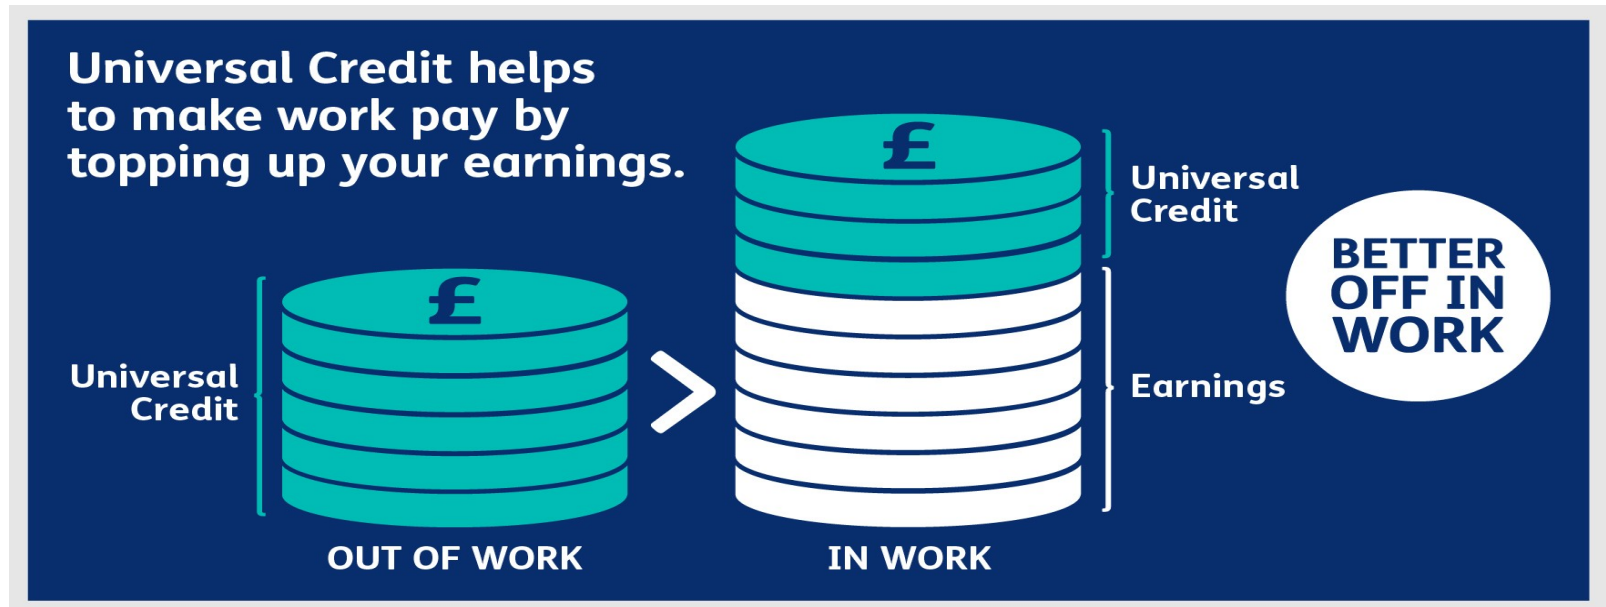 Universal Credit helps
to make work pay by
topping up your earnings.
£
Universal
Credit
OUT OF WORK
>
£
Universal
Credit
Earnings
IN WORK
BETTER
OFF IN
WORK